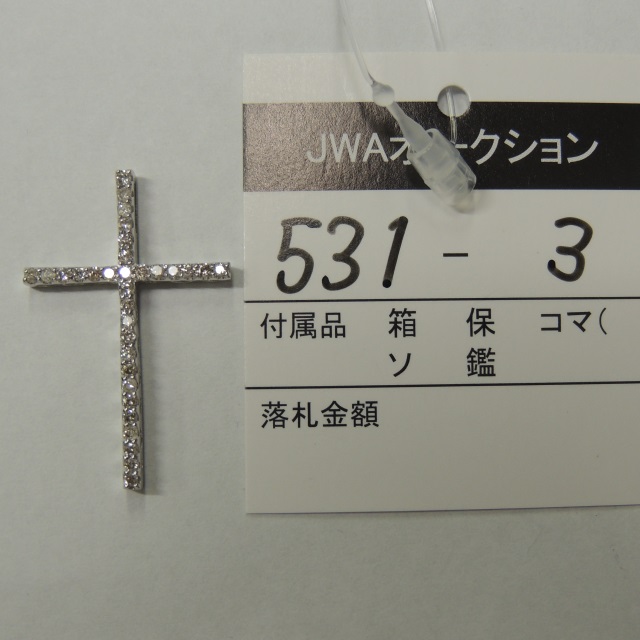 JWAオークション
531 - 3
付属品 箱 保 コマ(
ソ 鑑
落札金額